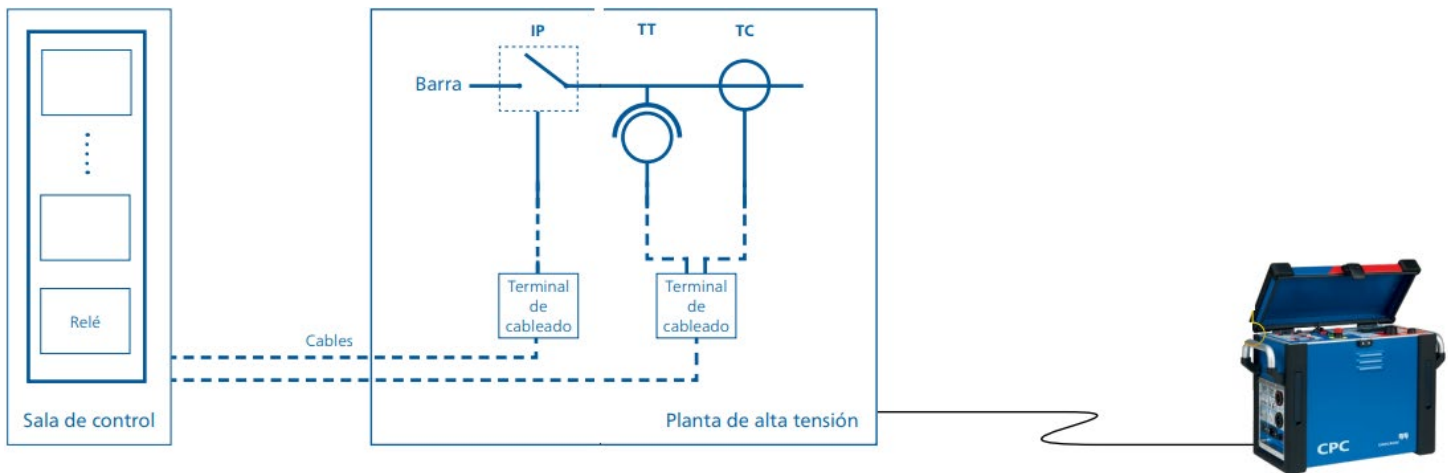 IP
TT
TC
Barra
Terminal
de
cableado
Terminal
de
cableado
Relé
Cables
Sala de control
Planta de alta tensión
CPC